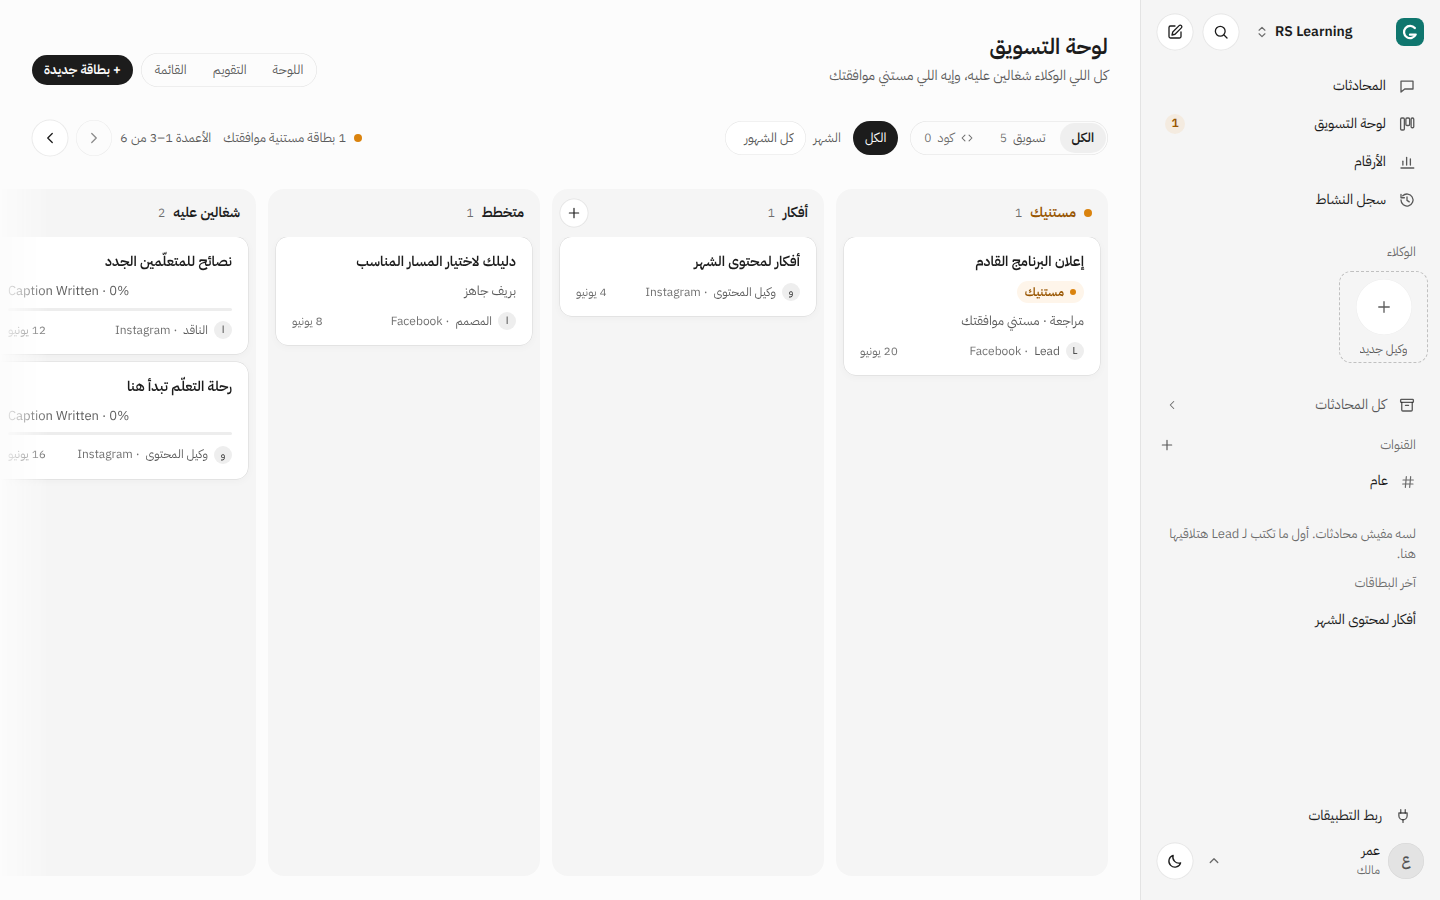 RS Learning
المحادثات
لوحة التسويق 1
الأرقام
سجل النشاط
الوكلاء
وكيل جديد
كل المحادثات
القنوات
عام
لسه مفيش محادثات. أول ما تكتب لـ Lead هتلاقيها
هنا.
آخر البطاقات
أفكار لمحتوى الشهر
ربط التطبيقات
ع عمر
مالك
لوحة التسويق
كل اللي الوكلاء شغالين عليه، وإيه اللي مستني موافقتك
اللوحة التقويم القائمة
+ بطاقة جديدة
الكل تسويق 5 كود 0
الكل الشهر كل الشهور
1 بطاقة مستنية موافقتك الأعمدة 1–3 من 6
مستنيك 1
إعلان البرنامج القادم
مستنيك
مراجعة · مستني موافقتك
L Lead · Facebook 20 يونيو
أفكار 1
أفكار لمحتوى الشهر
و وكيل المحتوى · Instagram 4 يونيو
متخطط 1
دليلك لاختيار المسار المناسب
بريف جاهز
ا المصمم · Facebook 8 يونيو
شغالين عليه 2
نصائح للمتعلّمين الجدد
Caption Written · 0%
ا الناقد · Instagram 12 يونيو
رحلة التعلّم تبدأ هنا
Caption Written · 0%
و وكيل المحتوى · Instagram 16 يونيو